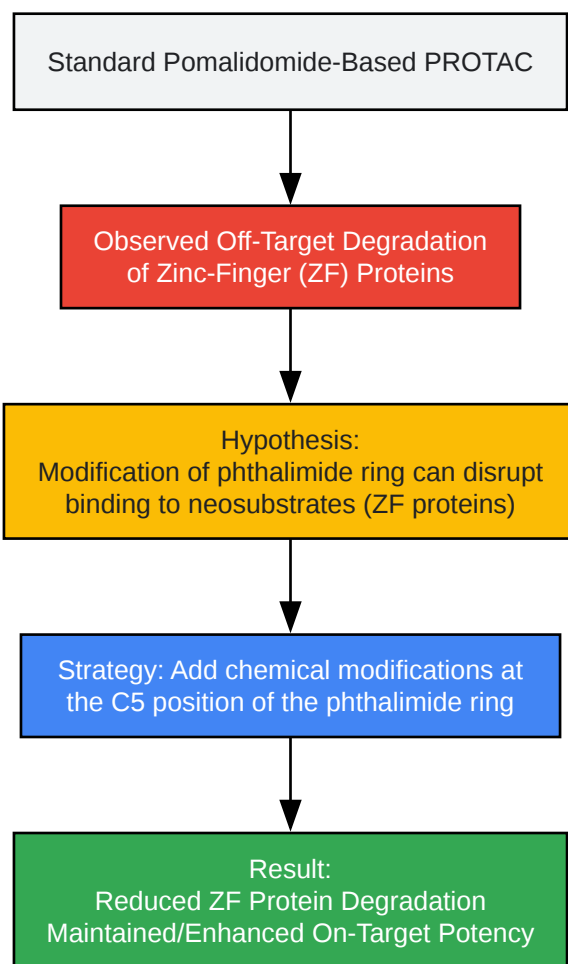 Standard Pomalidomide-Based PROTAC
Observed Off-Target Degradation
of Zinc-Finger (ZF) Proteins
Hypothesis:
Modification of phthalimide ring can disrupt
binding to neosubstrates (ZF proteins)
Strategy: Add chemical modifications at
the C5 position of the phthalimide ring
Result:
Reduced ZF Protein Degradation
Maintained/Enhanced On-Target Potency